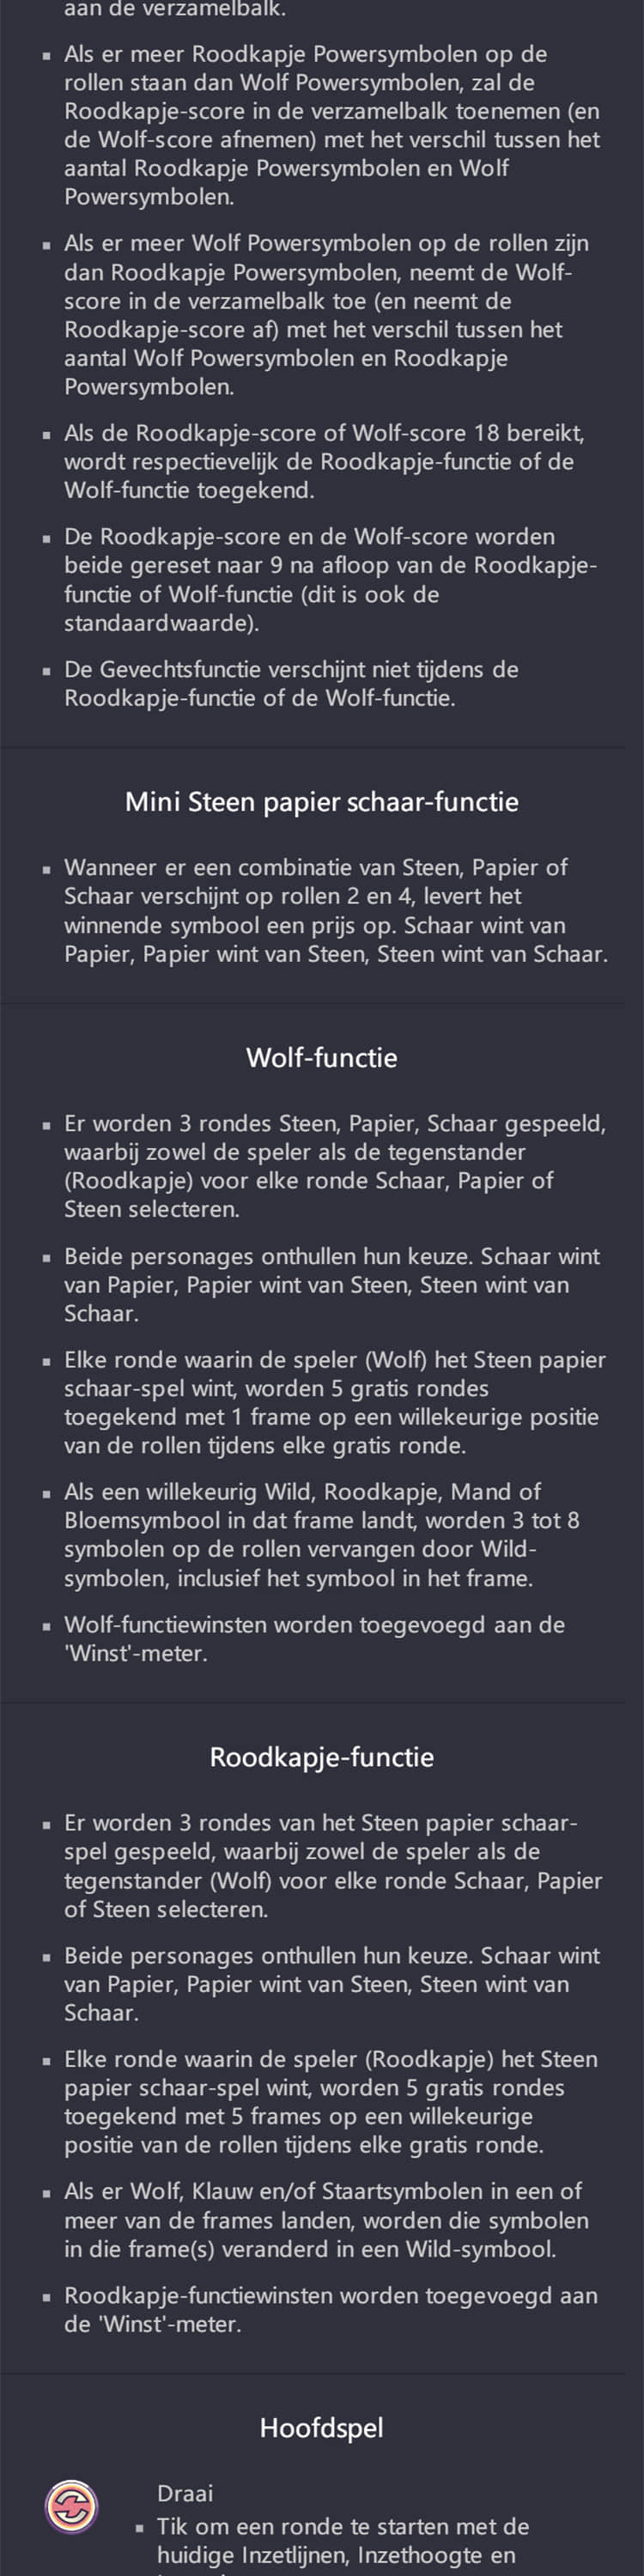 aan de verzamelbalk.
▪ Als er meer Roodkapje Powersymbolen op de
rollen staan dan Wolf Powersymbolen, zal de
Roodkapje-score in de verzamelbalk toenemen (en
de Wolf-score afnemen) met het verschil tussen het
aantal Roodkapje Powersymbolen en Wolf
Powersymbolen.
▪ Als er meer Wolf Powersymbolen op de rollen zijn
dan Roodkapje Powersymbolen, neemt de Wolf-
score in de verzamelbalk toe (en neemt de
Roodkapje-score af) met het verschil tussen het
aantal Wolf Powersymbolen en Roodkapje
Powersymbolen.
▪ Als de Roodkapje-score of Wolf-score 18 bereikt,
wordt respectievelijk de Roodkapje-functie of de
Wolf-functie toegekend.
▪ De Roodkapje-score en de Wolf-score worden
beide gereset naar 9 na afloop van de Roodkapje-
functie of Wolf-functie (dit is ook de
standaardwaarde).
▪ De Gevechtsfunctie verschijnt niet tijdens de
Roodkapje-functie of de Wolf-functie.
Mini Steen papier schaar-functie
▪ Wanneer er een combinatie van Steen, Papier of
Schaar verschijnt op rollen 2 en 4, levert het
winnende symbool een prijs op. Schaar wint van
Papier, Papier wint van Steen, Steen wint van Schaar.
Wolf-functie
▪ Er worden 3 rondes Steen, Papier, Schaar gespeeld,
waarbij zowel de speler als de tegenstander
(Roodkapje) voor elke ronde Schaar, Papier of
Steen selecteren.
▪ Beide personages onthullen hun keuze. Schaar wint
van Papier, Papier wint van Steen, Steen wint van
Schaar.
▪ Elke ronde waarin de speler (Wolf) het Steen papier
schaar-spel wint, worden 5 gratis rondes
toegekend met 1 frame op een willekeurige positie
van de rollen tijdens elke gratis ronde.
▪ Als een willekeurig Wild, Roodkapje, Mand of
Bloemsymbool in dat frame landt, worden 3 tot 8
symbolen op de rollen vervangen door Wild-
symbolen, inclusief het symbool in het frame.
▪ Wolf-functiewinsten worden toegevoegd aan de
'Winst'-meter.
Roodkapje-functie
▪ Er worden 3 rondes van het Steen papier schaar-
spel gespeeld, waarbij zowel de speler als de
tegenstander (Wolf) voor elke ronde Schaar, Papier
of Steen selecteren.
▪ Beide personages onthullen hun keuze. Schaar wint
van Papier, Papier wint van Steen, Steen wint van
Schaar.
▪ Elke ronde waarin de speler (Roodkapje) het Steen
papier schaar-spel wint, worden 5 gratis rondes
toegekend met 5 frames op een willekeurige
positie van de rollen tijdens elke gratis ronde.
▪ Als er Wolf, Klauw en/of Staartsymbolen in een of
meer van de frames landen, worden die symbolen
in die frame(s) veranderd in een Wild-symbool.
▪ Roodkapje-functiewinsten worden toegevoegd aan
de 'Winst'-meter.
Hoofdspel
Draai
▪ Tik om een ronde te starten met de
huidige Inzetlijnen, Inzethoogte en